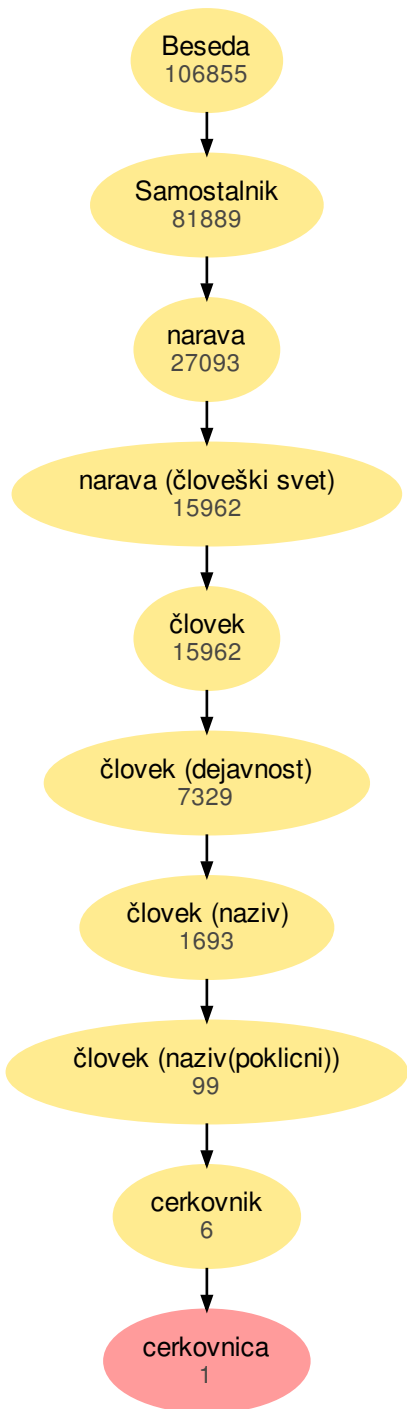 Beseda
106855
Samostalnik
81889
narava
27093
narava (človeški svet)
15962
človek
15962
človek (dejavnost)
7329
človek (naziv)
1693
človek (naziv(poklicni))
99
cerkovnik
6
cerkovnica
1